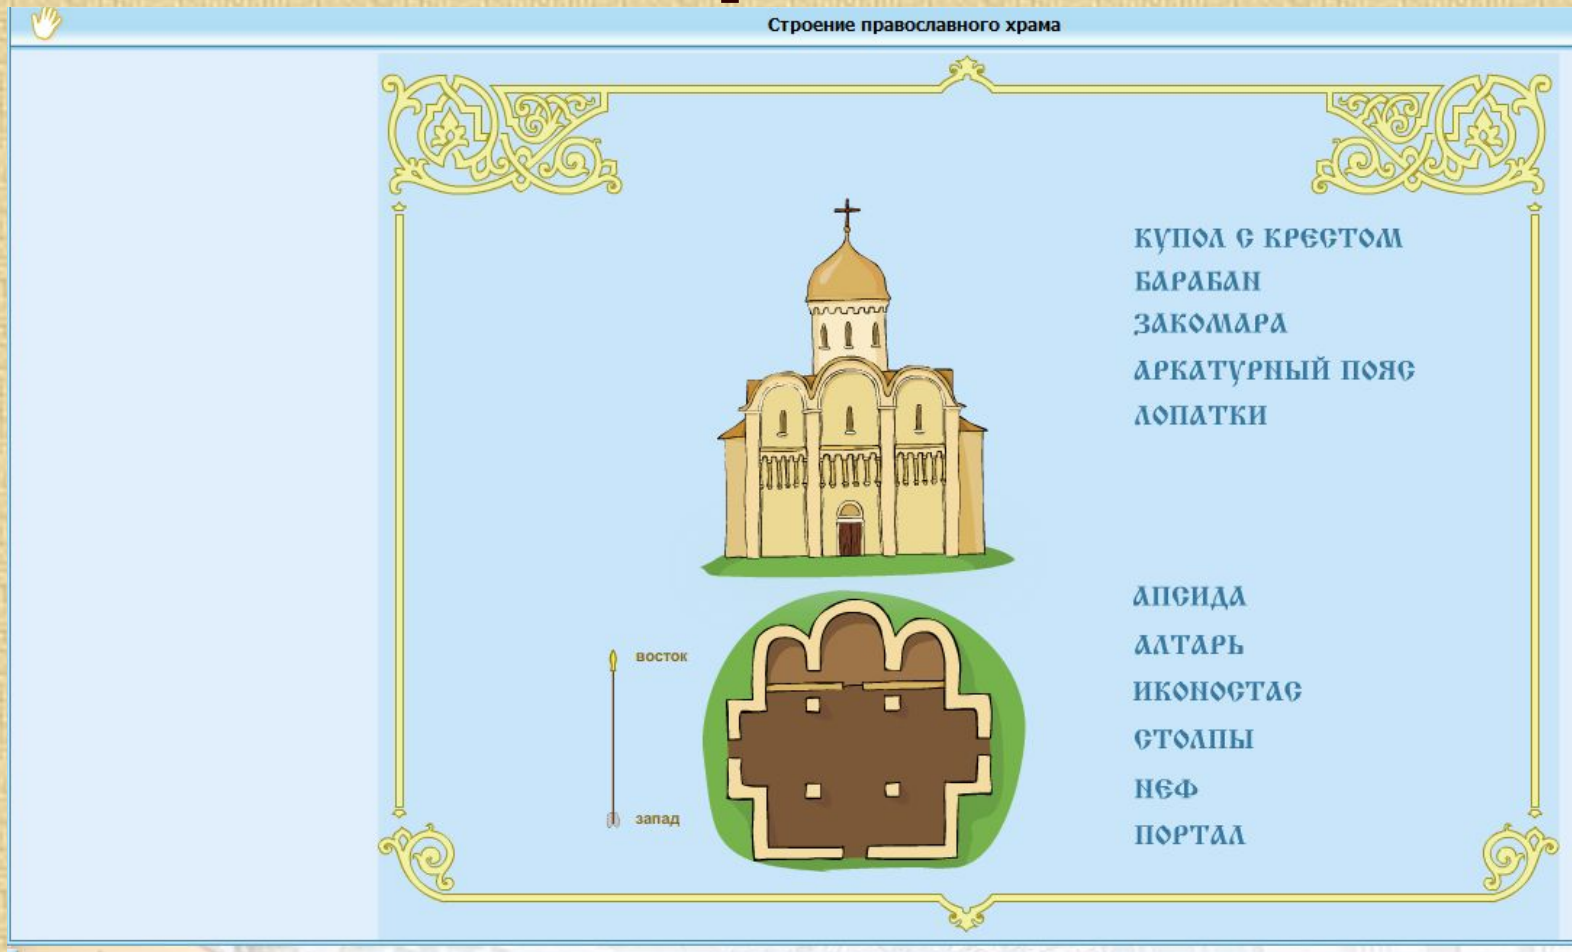 Строение православного храма
КУПОЛ С КРЕСТОМ
БАРАБАН
ЗАКОМАРА
АРКАТУРНЫЙ ПОЯС
ЛОПАТКИ
АПСИДА
АЛТАРЬ
ИКОНОСТАС
СТОЛПЫ
НЕФ
ПОРТАЛ
восток
запад